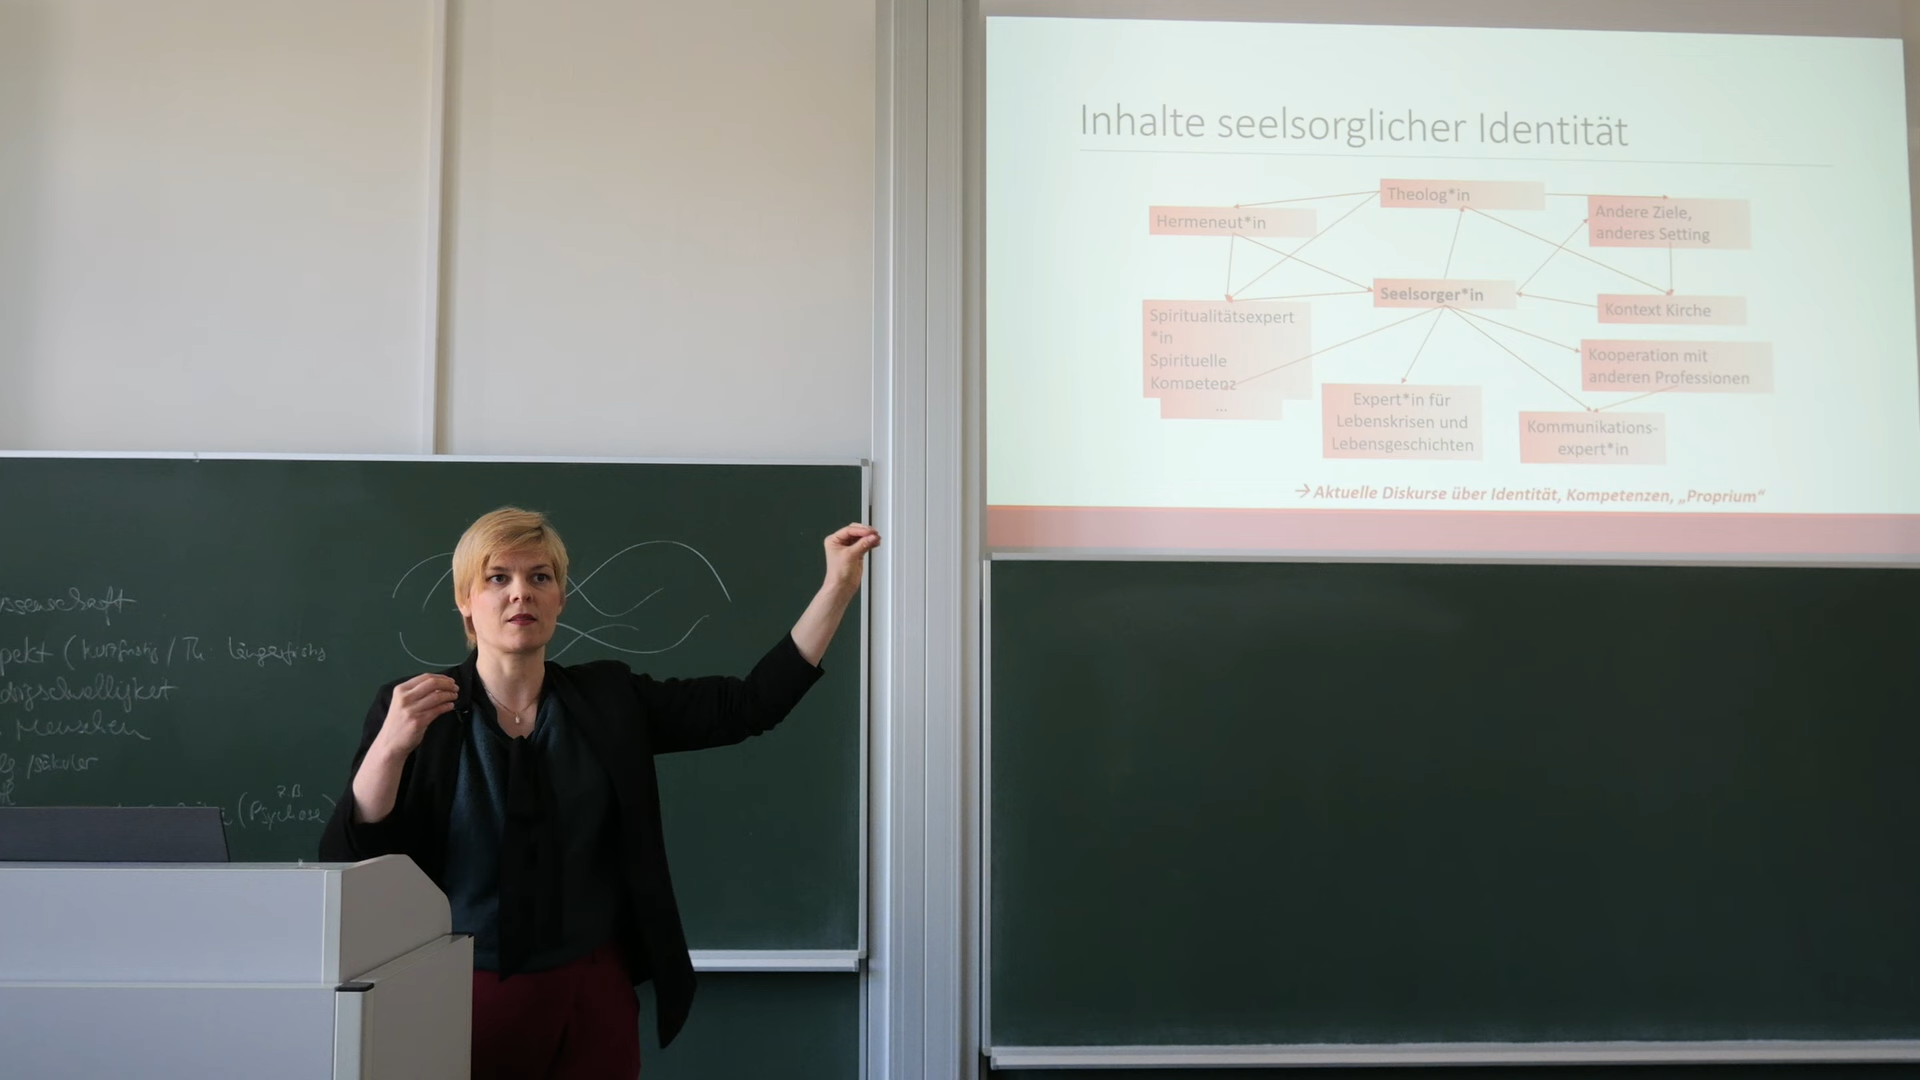 Inhalte seelsorglicher Identität
Theolog*in
Hermeneut*in
Andere Ziele,
anderes Setting
Seelsorger*in
Kontext Kirche
Spiritualitätsexpert
*in
Spirituelle
Kompetenz
...
Kooperation mit
anderen Professionen
Expert*in für
Lebenskrisen und
Lebensgeschichten
Kommunikations-
expert*in
→ Aktuelle Diskurse über Identität, Kompetenzen, „Proprium“
issenschaft
pekt (kurzfristig / Th: längerfristig
digschwelligkeit
Menschen
/säkular
z.B.
(Psychose